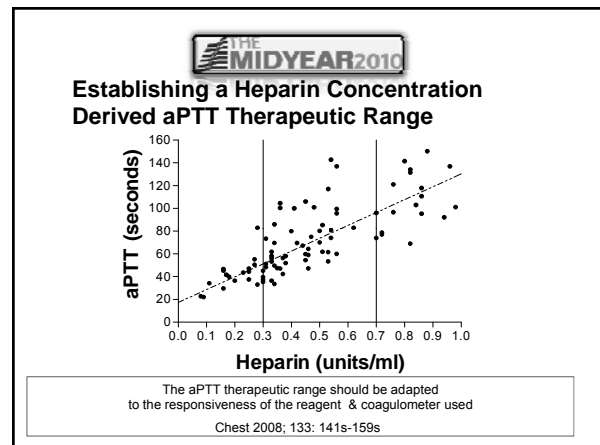 THE
MIDYEAR2010
Establishing a Heparin Concentration
Derived aPTT Therapeutic Range
160
140
120
100
80
60
40
20
0
aPTT (seconds)
0.0 0.1 0.2 0.3 0.4 0.5 0.6 0.7 0.8 0.9 1.0
Heparin (units/ml)
The aPTT therapeutic range should be adapted
to the responsiveness of the reagent & coagulometer used
Chest 2008; 133: 141s-159s